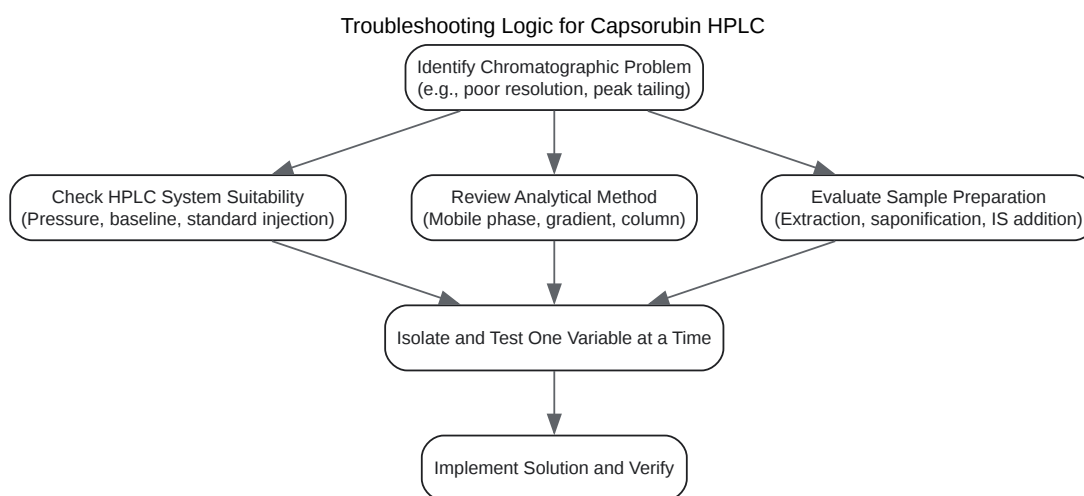 Troubleshooting Logic for Capsorubin HPLC
Identify Chromatographic Problem
(e.g., poor resolution, peak tailing)
Check HPLC System Suitability
(Pressure, baseline, standard injection)
Review Analytical Method
(Mobile phase, gradient, column)
Evaluate Sample Preparation
(Extraction, saponification, IS addition)
Isolate and Test One Variable at a Time
Implement Solution and Verify